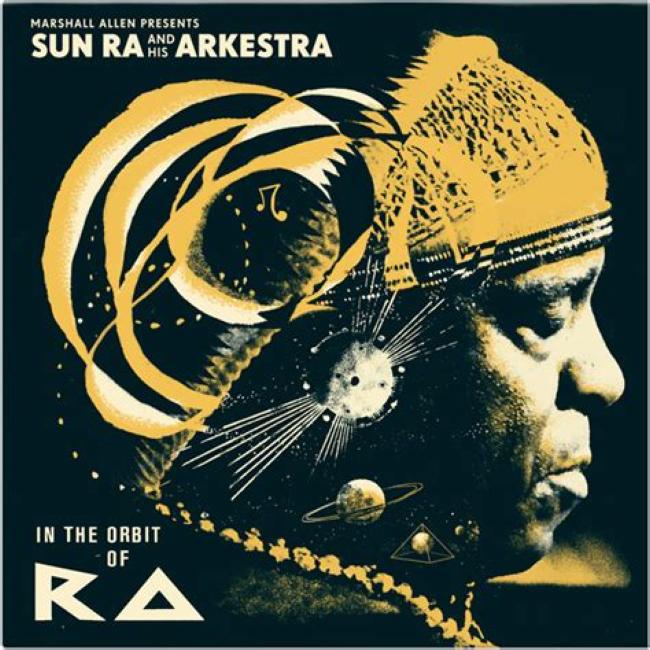 MARSHALL ALLEN PRESENTS
SUN RA AND HIS ARKESTRA
IN THE ORBIT
OF
RA